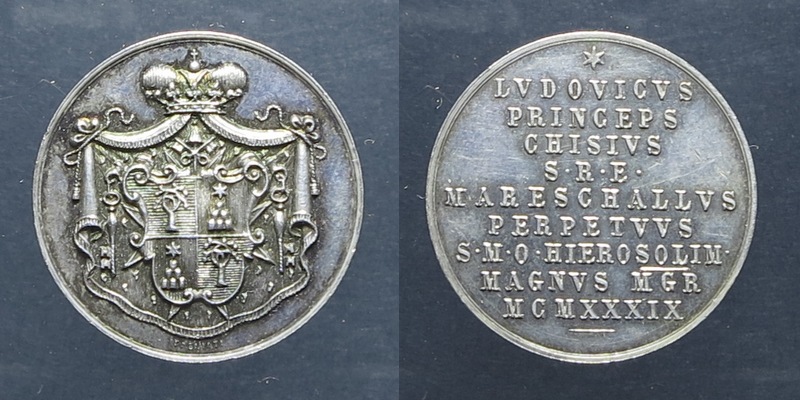 LVDOVICVS
PRINCEPS
CHISIVS
S·R·E·
MARESCHALLVS
PERPETVVS
S·M·O·HIEROSOLIM·
MAGNVS MGR
MCMXXXIX